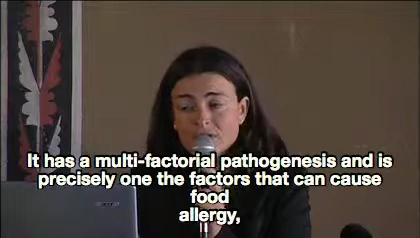 It has a multi-factorial pathogenesis and is
precisely one the factors that can cause
food
allergy,